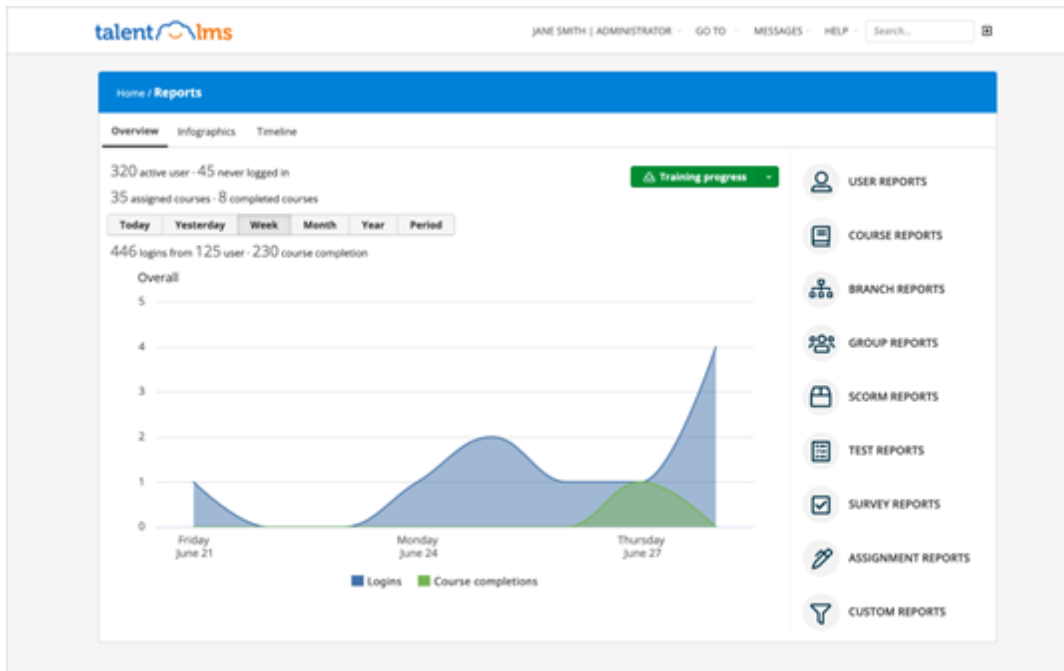 talentlms
JANE SMITH | ADMINISTRATOR GO TO MESSAGES HELP Search...
Home / Reports
Overview Infographics Timeline
320 active user · 45 never logged in
35 assigned courses · 8 completed courses
Training progress
Today Yesterday Week Month Year Period
446 logins from 125 user · 230 course completion
Overall
5
4
3
2
1
0
Friday Monday Thursday
June 21 June 24 June 27
Logins Course completions
USER REPORTS
COURSE REPORTS
BRANCH REPORTS
GROUP REPORTS
SCORM REPORTS
TEST REPORTS
SURVEY REPORTS
ASSIGNMENT REPORTS
CUSTOM REPORTS